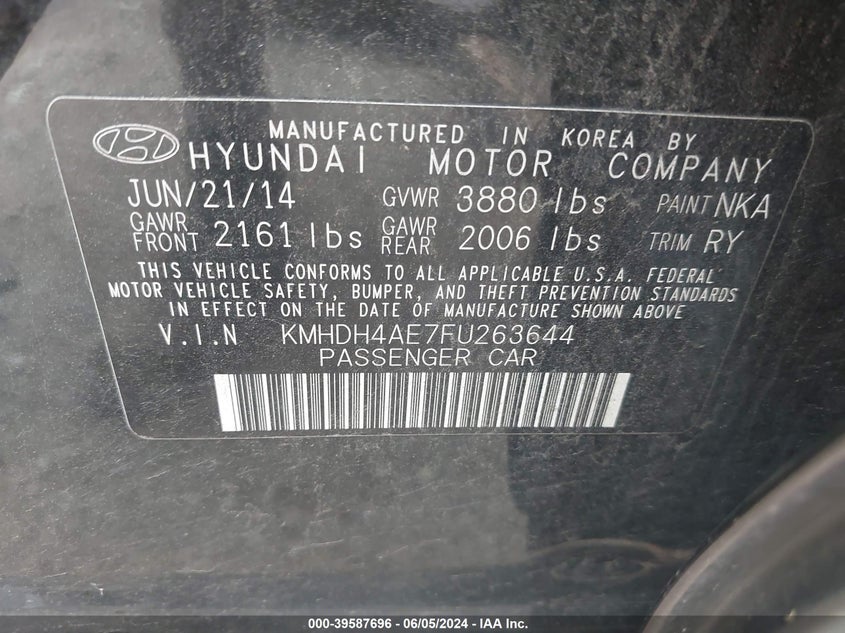 MANUFACTURED IN KOREA BY
HYUNDAI MOTOR COMPANY
JUN/21/14 GVWR 3880 lbs PAINT NKA
GAWR FRONT 2161 lbs GAWR REAR 2006 lbs TRIM RY
THIS VEHICLE CONFORMS TO ALL APPLICABLE U.S.A. FEDERAL
MOTOR VEHICLE SAFETY, BUMPER, AND THEFT PREVENTION STANDARDS
IN EFFECT ON THE DATE OF MANUFACTURE SHOWN ABOVE
V.I.N KMHDH4AE7FU263644
PASSENGER CAR
000-39587696 - 06/05/2024 - IAA Inc.